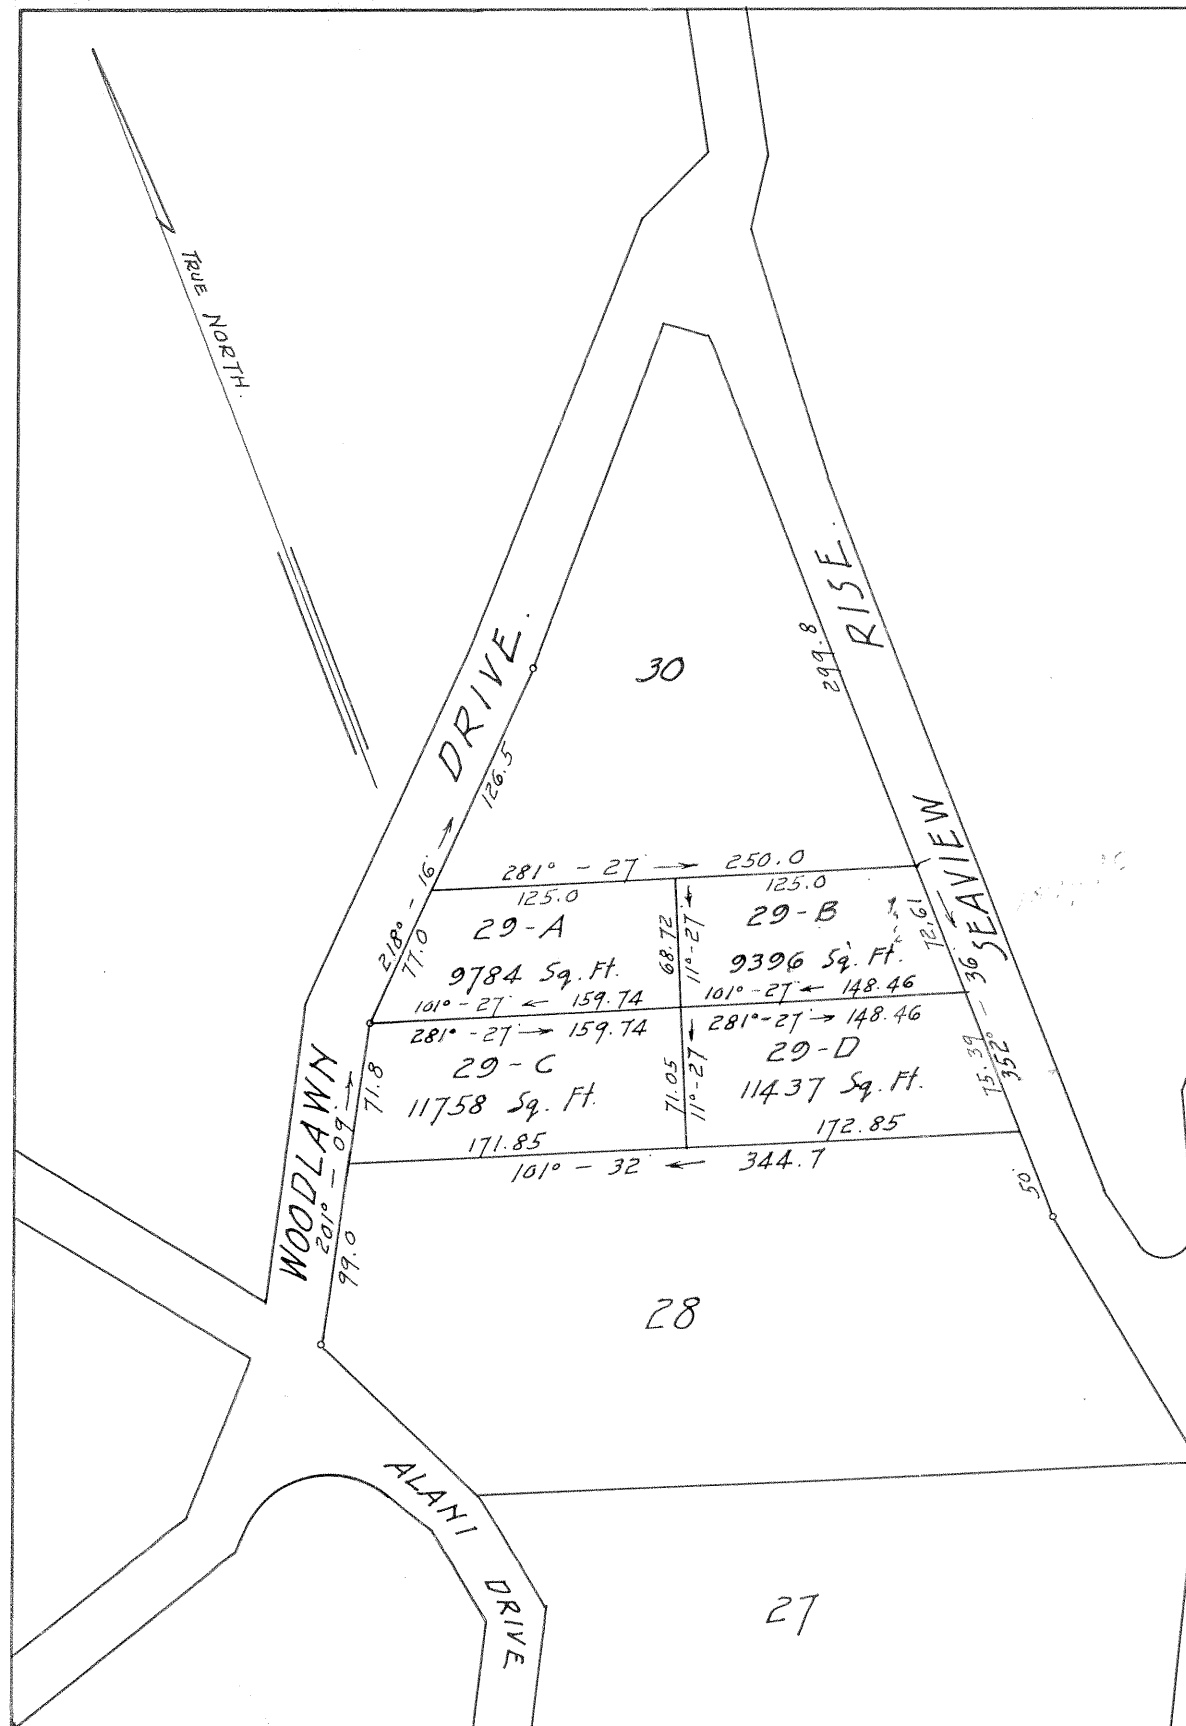 TRUE NORTH.
WOODLAWN DRIVE.
SEAVIEW RISE.
299.8
30
126.5
218° - 16' →
77.0
281° - 27' → 250.0
125.0
125.0
29-A
29-B
9784 Sq. Ft.
9396 Sq. Ft.
68.72
11°-27' ←
72.61
101° - 27' ← 159.74
101° - 27' ← 148.46
281° - 27' → 159.74
281° - 27' → 148.46
29-C
29-D
11758 Sq. Ft.
11437 Sq. Ft.
71.8
71.05
11°-27' ←
75.39
352° - 36'
201° - 09' →
171.85
172.85
101° - 32' ← 344.7
99.0
50
28
ALANI DRIVE
27